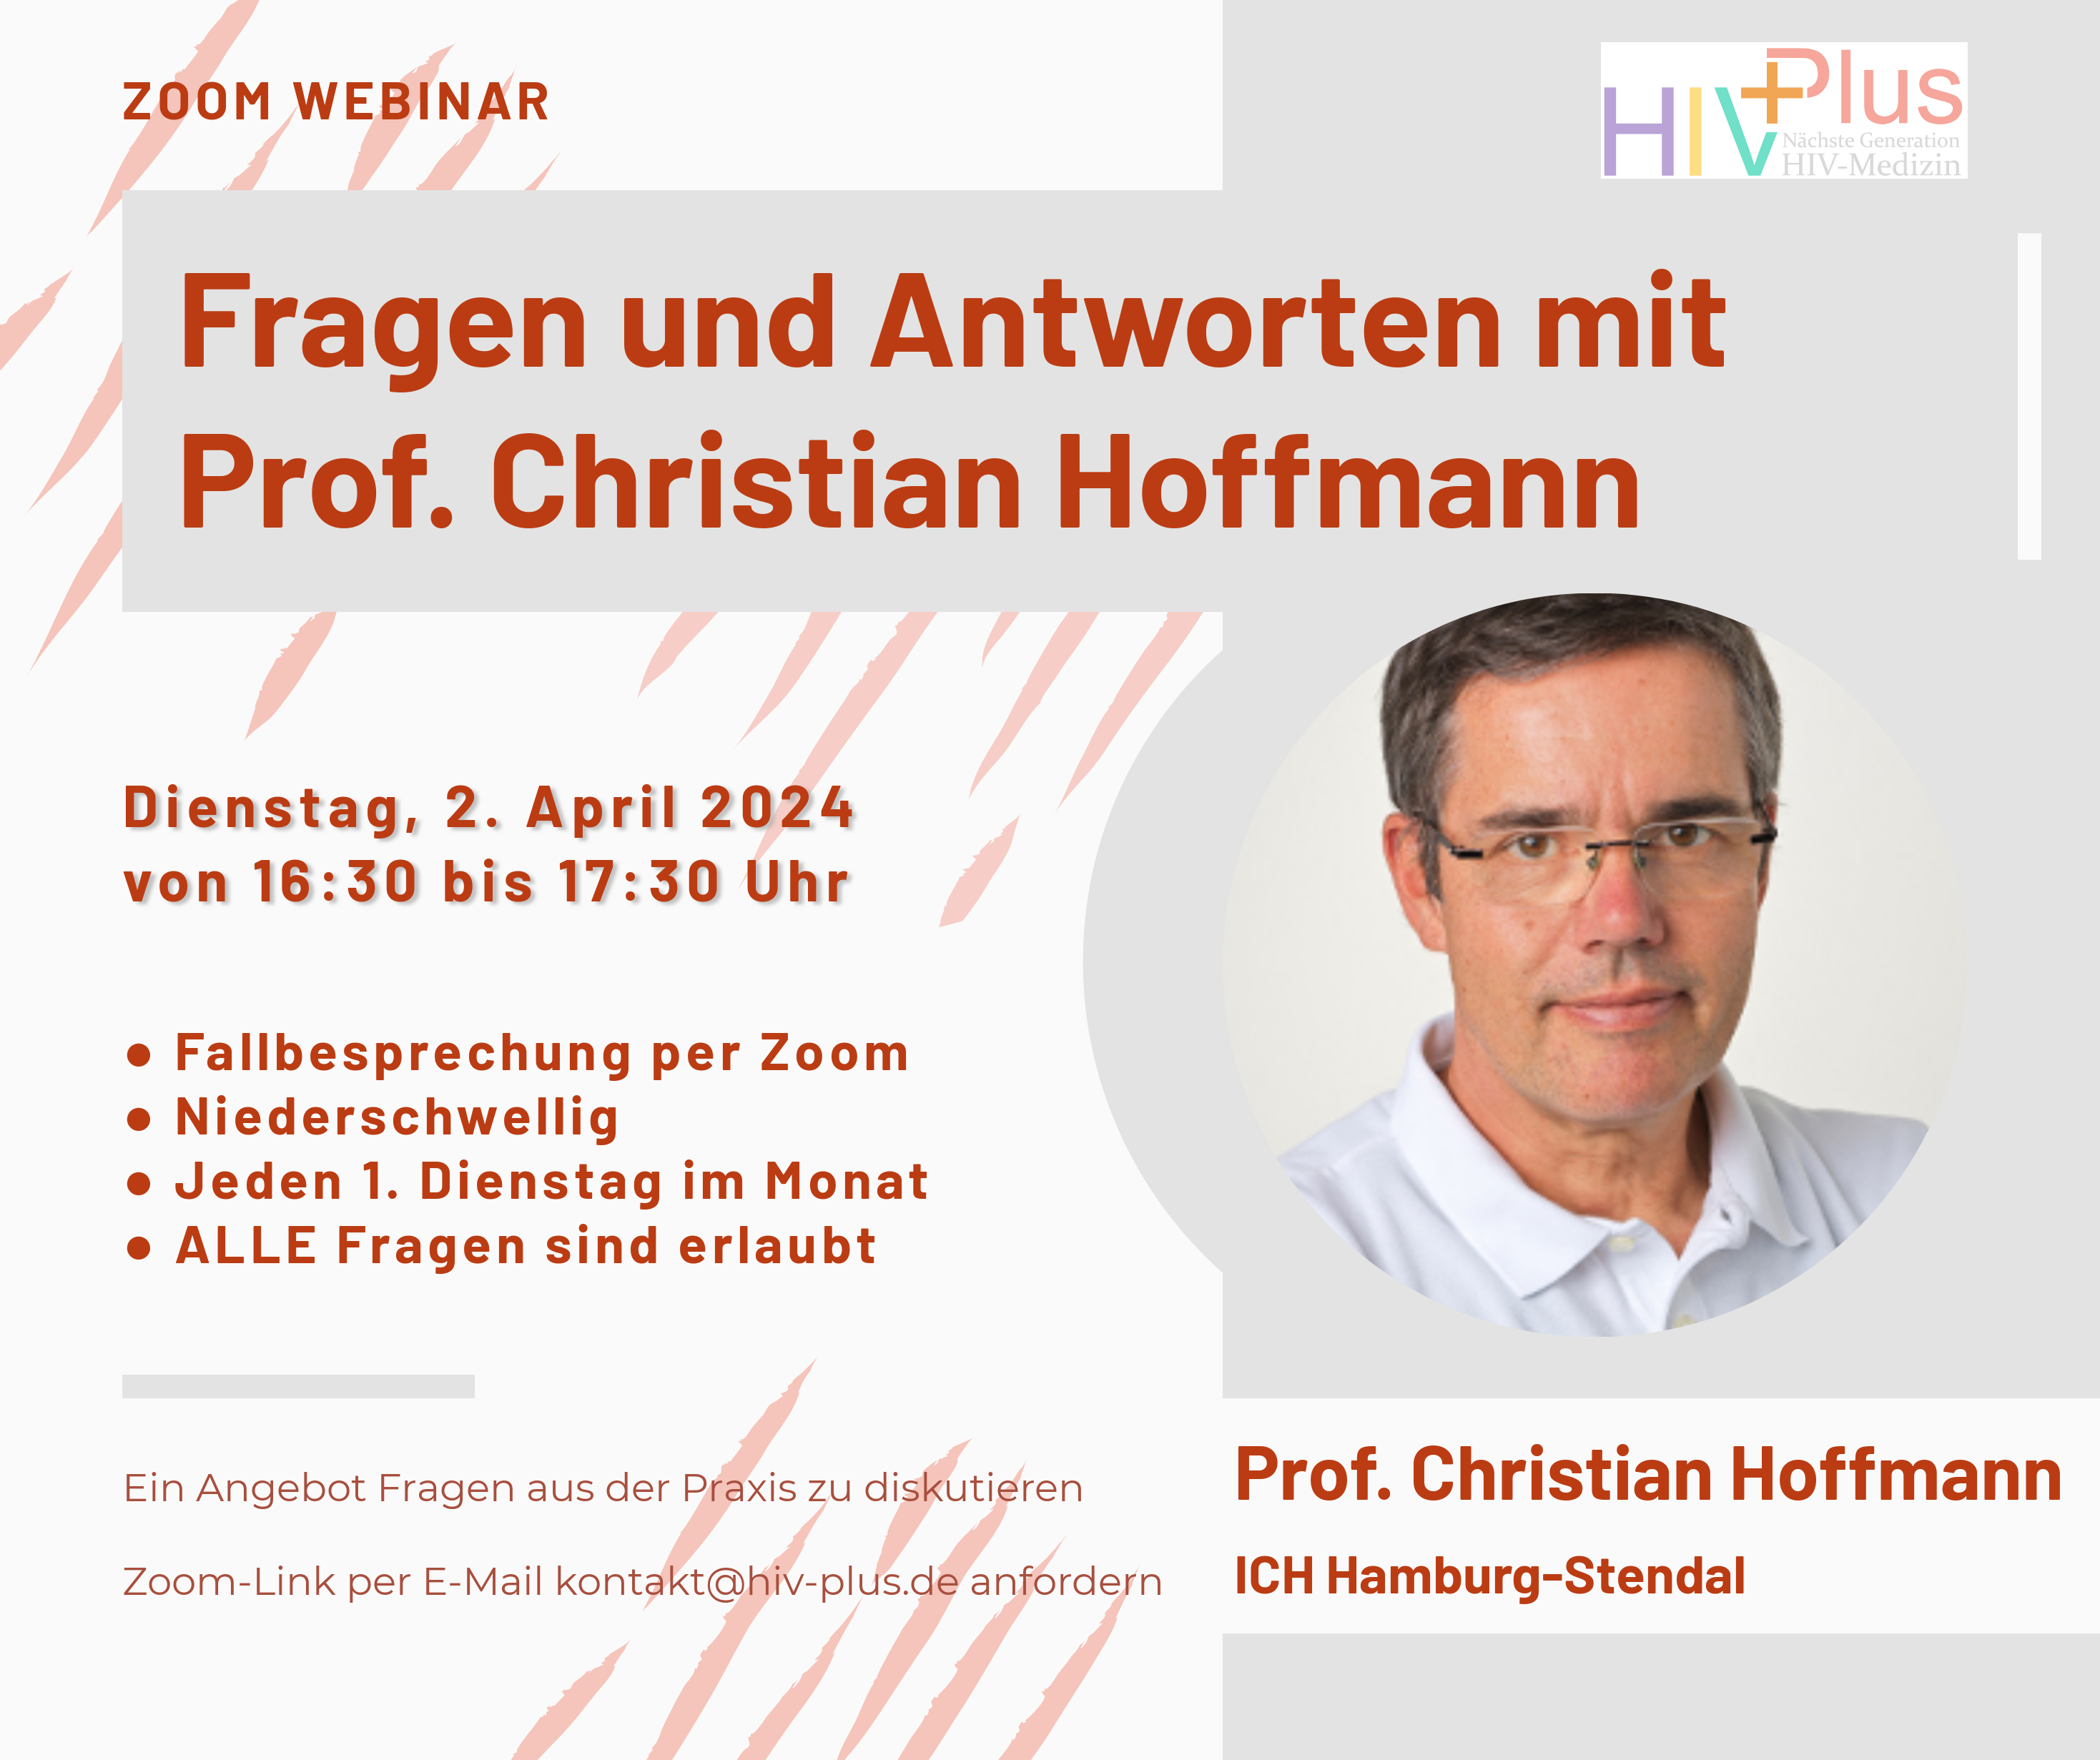 ZOOM WEBINAR
HIV+Plus
Nächste Generation
HIV-Medizin
Fragen und Antworten mit
Prof. Christian Hoffmann
Dienstag, 2. April 2024
von 16:30 bis 17:30 Uhr
• Fallbesprechung per Zoom
• Niederschwellig
• Jeden 1. Dienstag im Monat
• ALLE Fragen sind erlaubt
Ein Angebot Fragen aus der Praxis zu diskutieren
Zoom-Link per E-Mail kontakt@hiv-plus.de anfordern
Prof. Christian Hoffmann
ICH Hamburg-Stendal